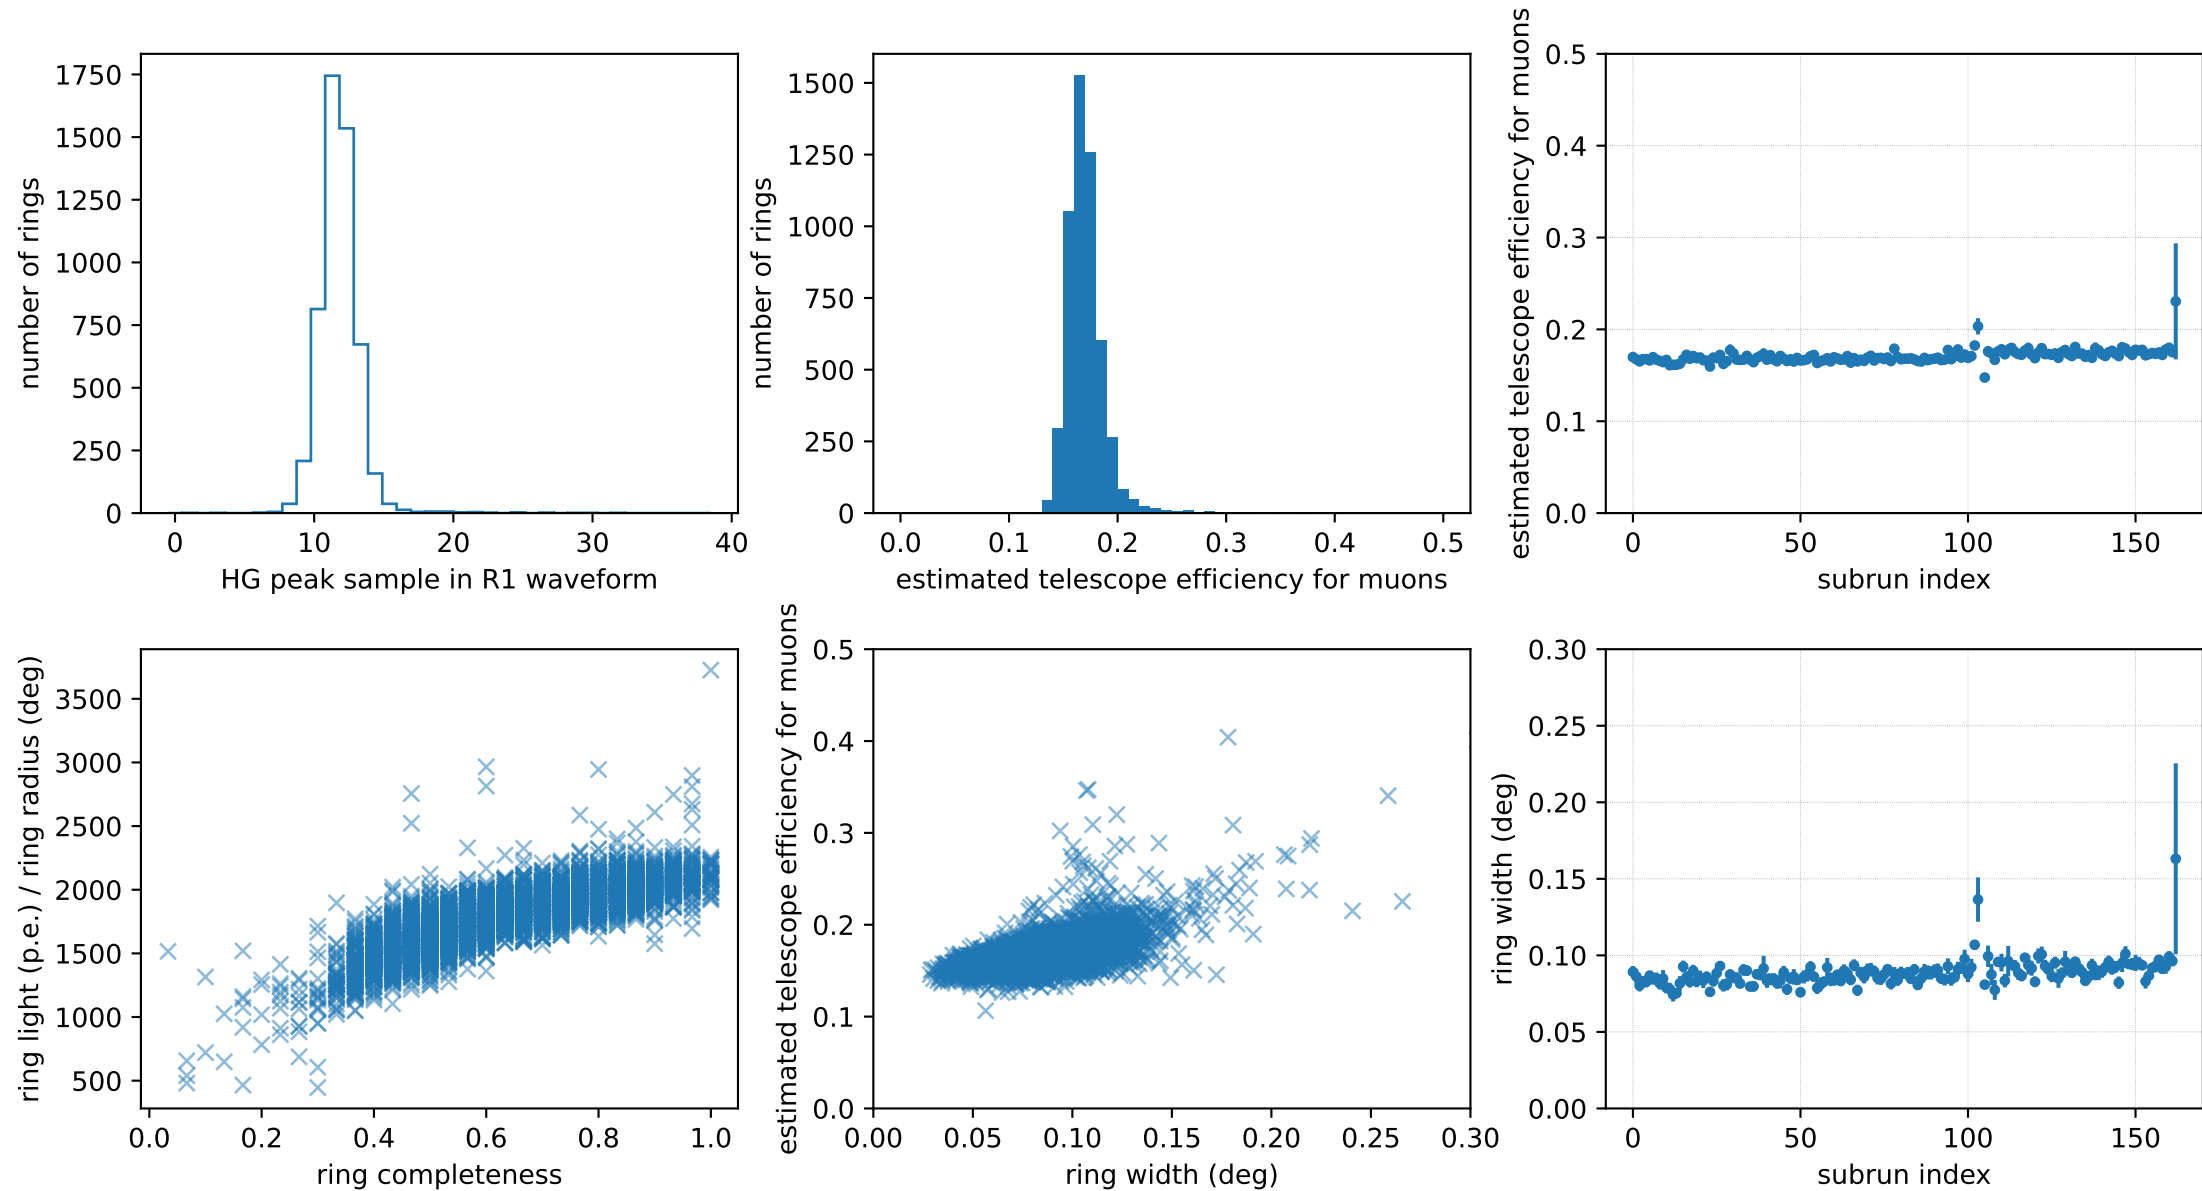 number of rings
1750
1500
1250
1000
750
500
250
0
0 10 20 30 40
HG peak sample in R1 waveform
number of rings
1500
1250
1000
750
500
250
0
0.0 0.1 0.2 0.3 0.4 0.5
estimated telescope efficiency for muons
estimated telescope efficiency for muons
0.5
0.4
0.3
0.2
0.1
0.0
0 50 100 150
subrun index
ring light (p.e.) / ring radius (deg)
3500
3000
2500
2000
1500
1000
500
0.0 0.2 0.4 0.6 0.8 1.0
ring completeness
estimated telescope efficiency for muons
0.5
0.4
0.3
0.2
0.1
0.0
0.00 0.05 0.10 0.15 0.20 0.25 0.30
ring width (deg)
ring width (deg)
0.30
0.25
0.20
0.15
0.10
0.05
0.00
0 50 100 150
subrun index